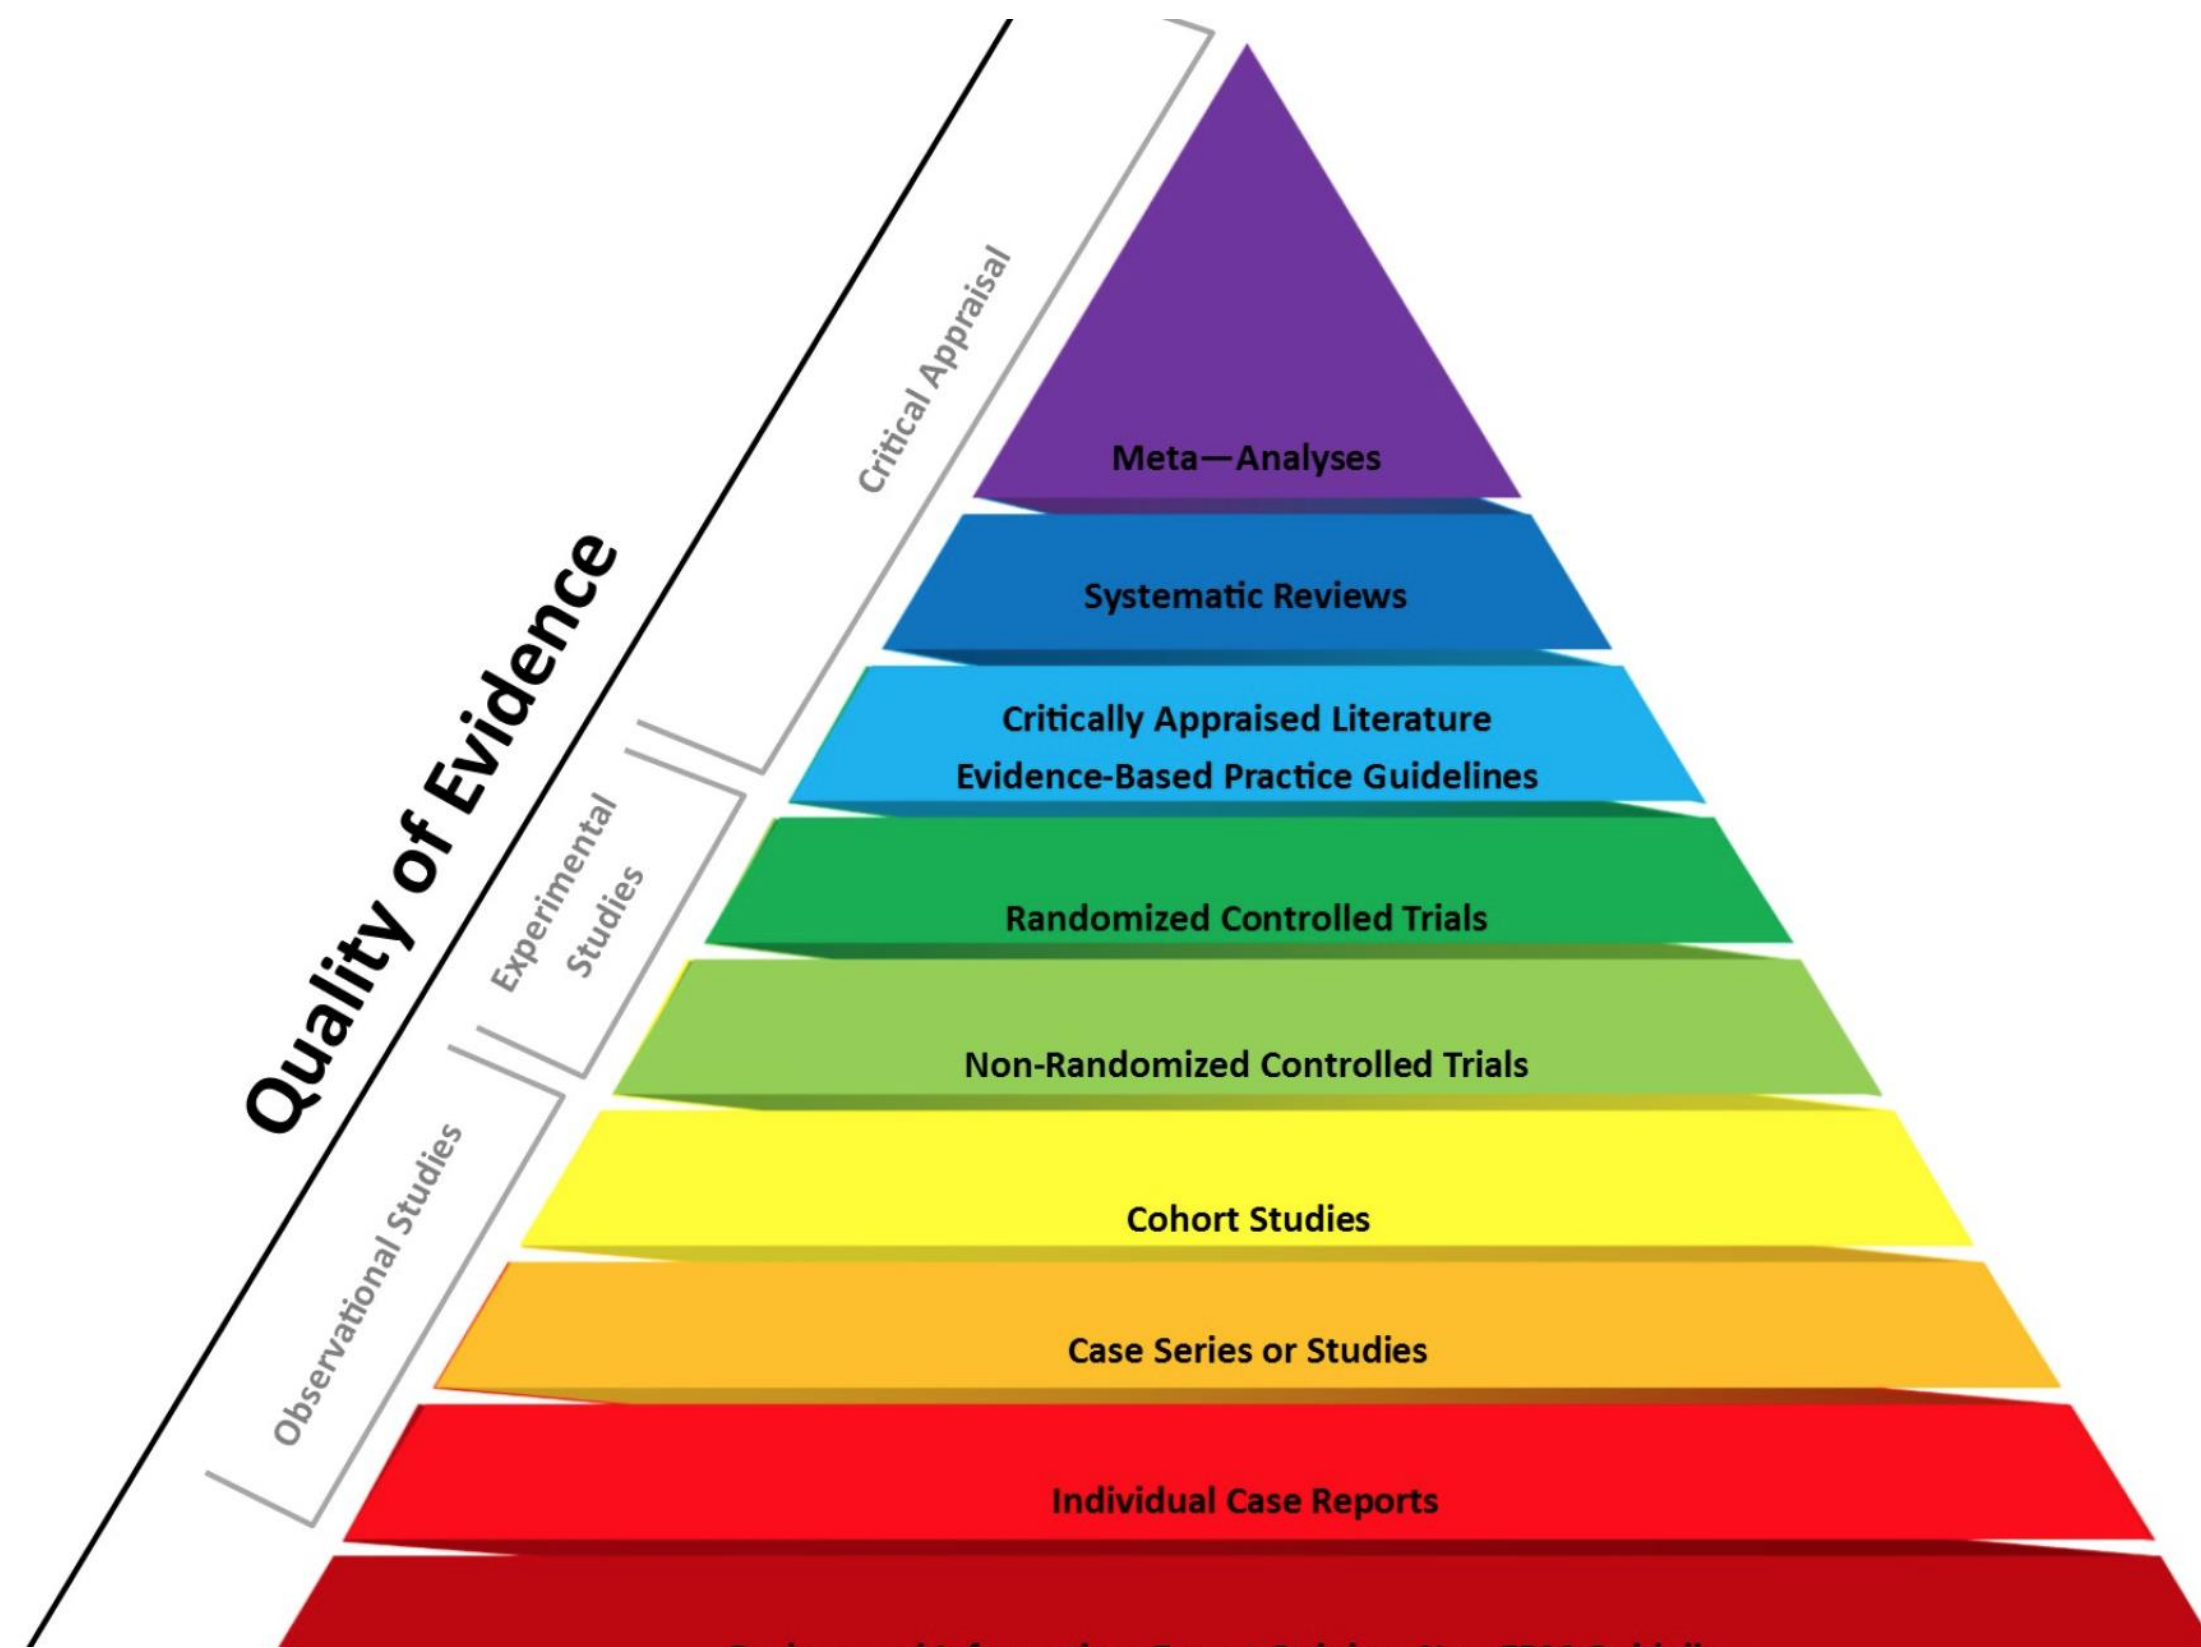 Quality of Evidence
Critical Appraisal
Experimental
Studies
Observational Studies
Meta—Analyses
Systematic Reviews
Critically Appraised Literature
Evidence-Based Practice Guidelines
Randomized Controlled Trials
Non-Randomized Controlled Trials
Cohort Studies
Case Series or Studies
Individual Case Reports